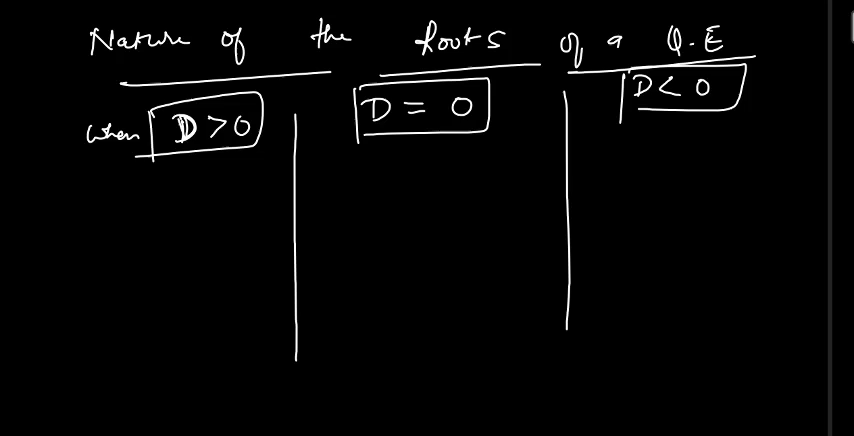 Nature of the Roots of a Q.E
when D > 0 D = 0 D < 0